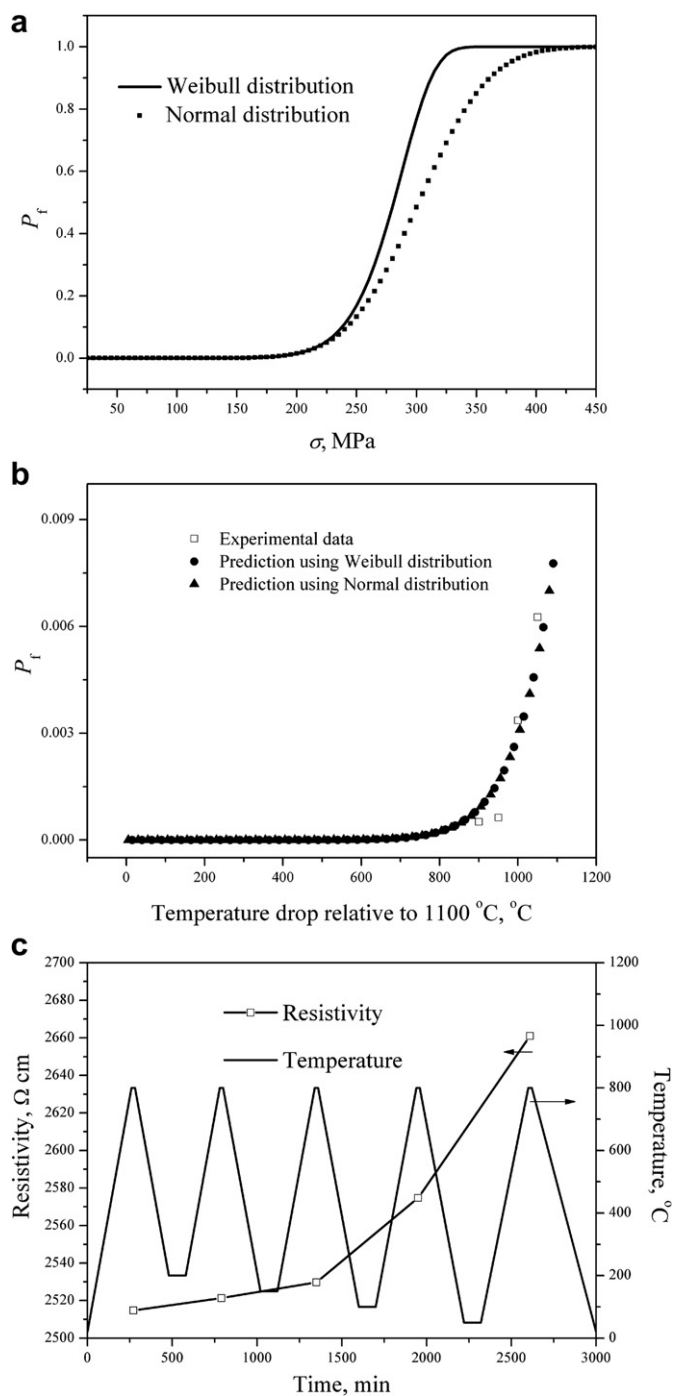 a
1.0
0.8
0.6
0.4
0.2
0.0
Pf
Weibull distribution
Normal distribution
50 100 150 200 250 300 350 400 450
σ, MPa
b
0.009
0.006
0.003
0.000
Pf
Experimental data
Prediction using Weibull distribution
Prediction using Normal distribution
0 200 400 600 800 1000 1200
Temperature drop relative to 1100 °C, °C
c
2700
2680
2660
2640
2620
2600
2580
2560
2540
2520
2500
Resistivity, Ω cm
Resistivity
Temperature
1200
1000
800
600
400
200
0
Temperature, °C
0 500 1000 1500 2000 2500 3000
Time, min